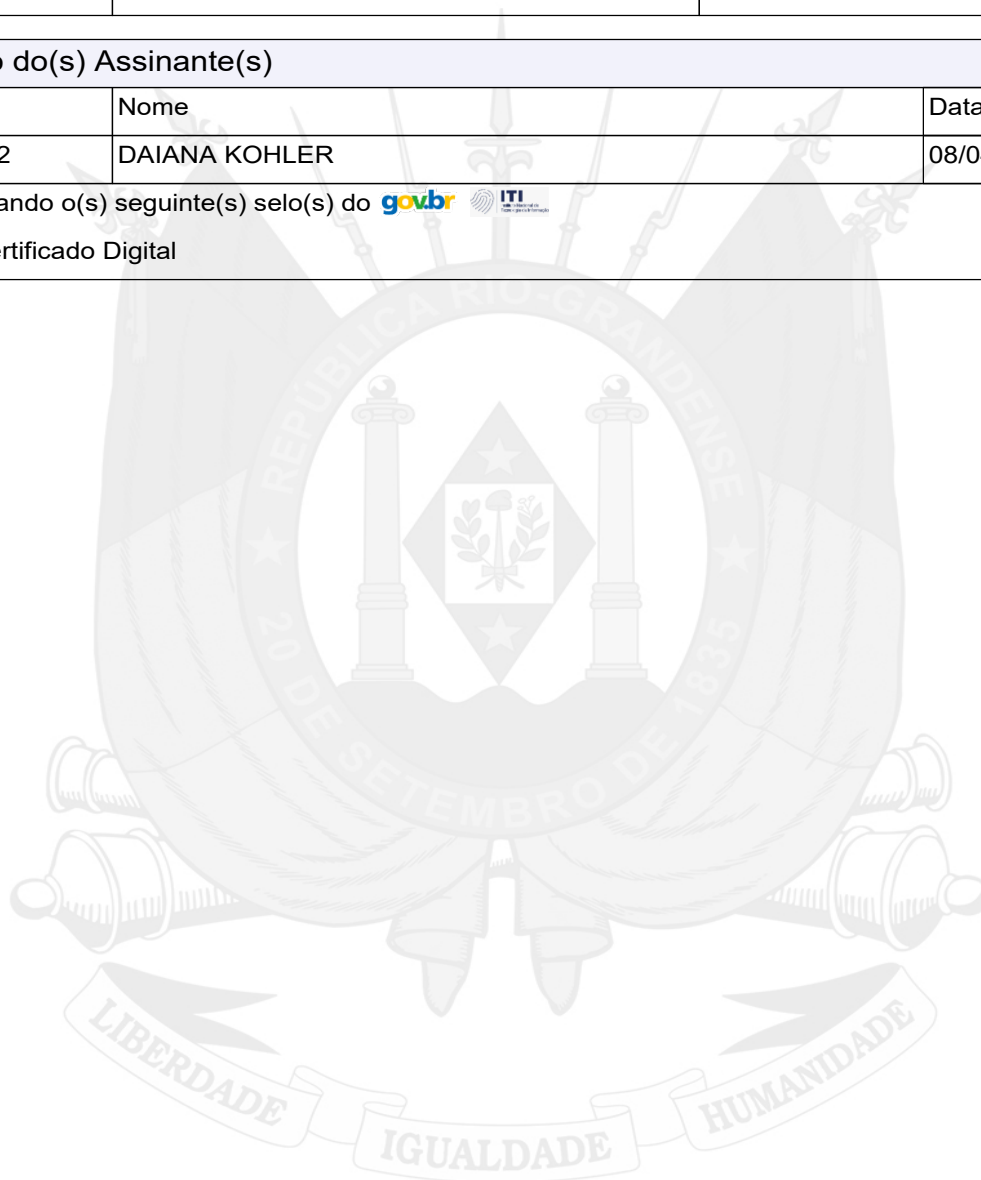 o do(s) Assinante(s)
Nome
Data
2
DAIANA KOHLER
08/0
ando o(s) seguinte(s) selo(s) do gov.br ITI
rtificado Digital
REPÚBLICA RIO-GRANDENSE
20 DE SETEMBRO DE 1835
LIBERDADE
IGUALDADE
HUMANIDADE